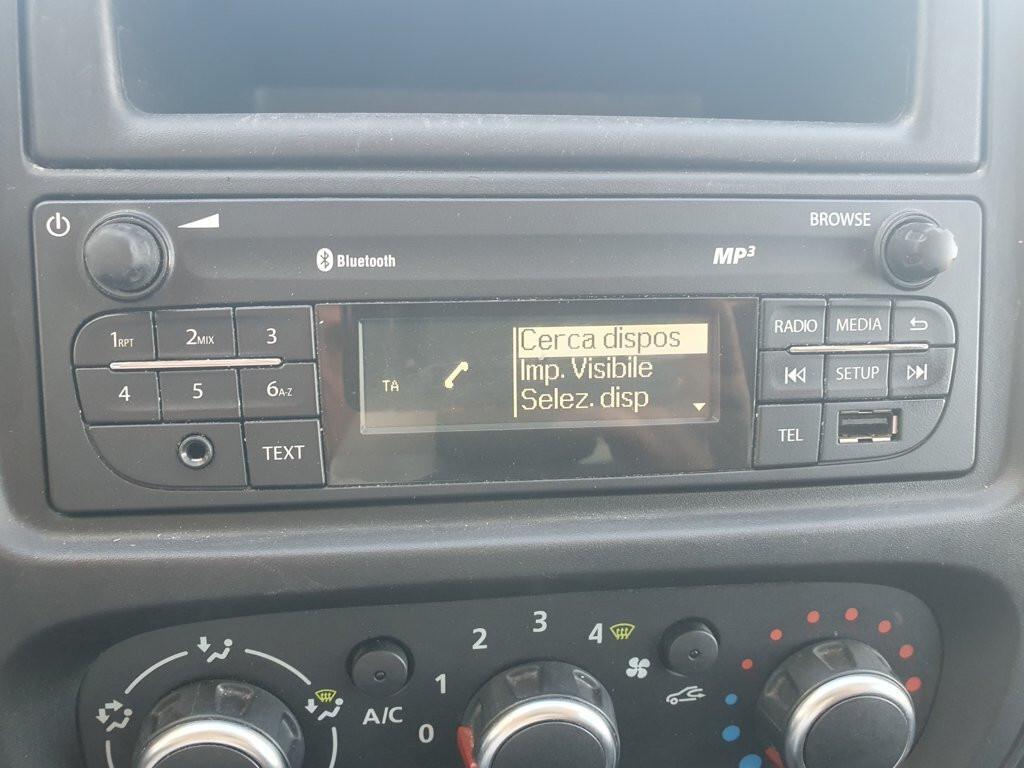 BROWSE
Bluetooth
MP3
1RPT 2MIX 3
4 5 6A-Z
TEXT
TA
Cerca dispos
Imp. Visibile
Selez. disp
RADIO MEDIA
SETUP
TEL
0 1 2 3 4
A/C